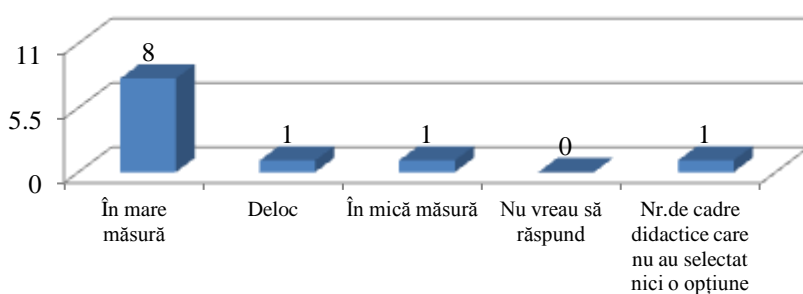 11
5.5
0
8
1
1
0
1
În mare
măsură
Deloc
În mică măsură
Nu vreau să
răspund
Nr.de cadre
didactice care
nu au selectat
nici o opțiune